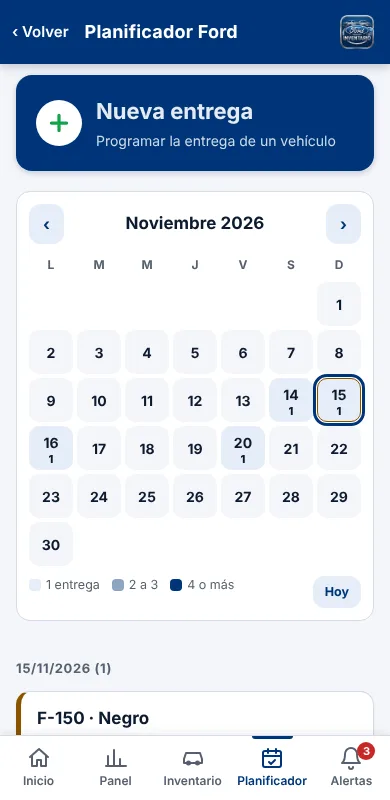 ‹ Volver Planificador Ford
Ford
INVENTARIO
Nueva entrega
Programar la entrega de un vehículo
‹ Noviembre 2026 ›
L M M J V S D
1
2 3 4 5 6 7 8
9 10 11 12 13 14 15
1 1
16 17 18 19 20 21 22
1 1
23 24 25 26 27 28 29
30
1 entrega 2 a 3 4 o más
Hoy
15/11/2026 (1)
F-150 · Negro
3
Inicio Panel Inventario Planificador Alertas